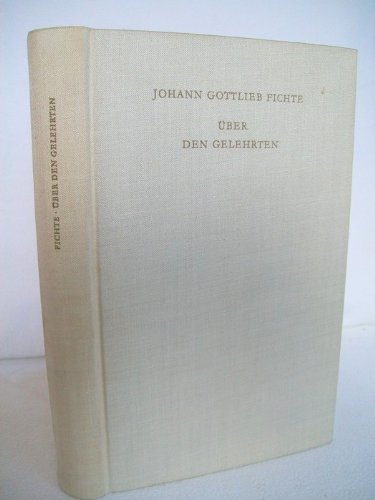 FICHTE · ÜBER DEN GELEHRTEN
JOHANN GOTTLIEB FICHTE
ÜBER
DEN GELEHRTEN